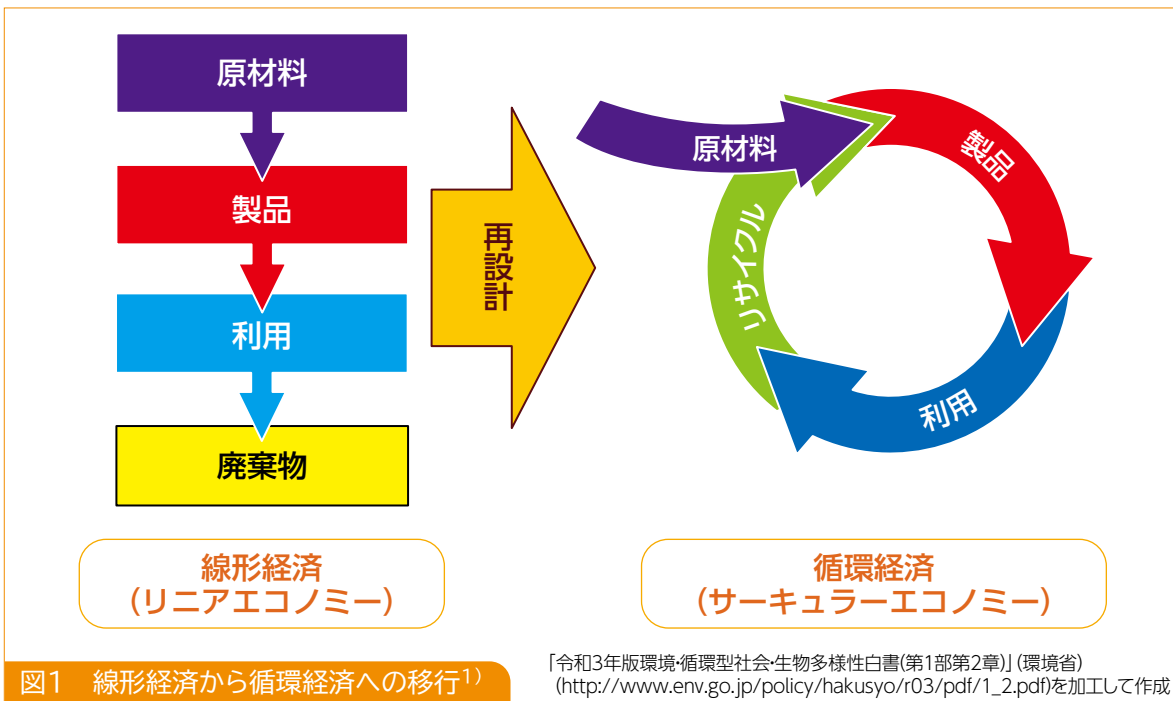 原材料
製品
利用
廃棄物
線形経済
(リニアエコノミー)
再設計
原材料
製品
利用
リサイクル
循環経済
(サーキュラーエコノミー)
図1 線形経済から循環経済への移行1)
「令和3年版環境・循環型社会・生物多様性白書(第1部第2章)」(環境省)
(http://www.env.go.jp/policy/hakusyo/r03/pdf/1_2.pdf)を加工して作成